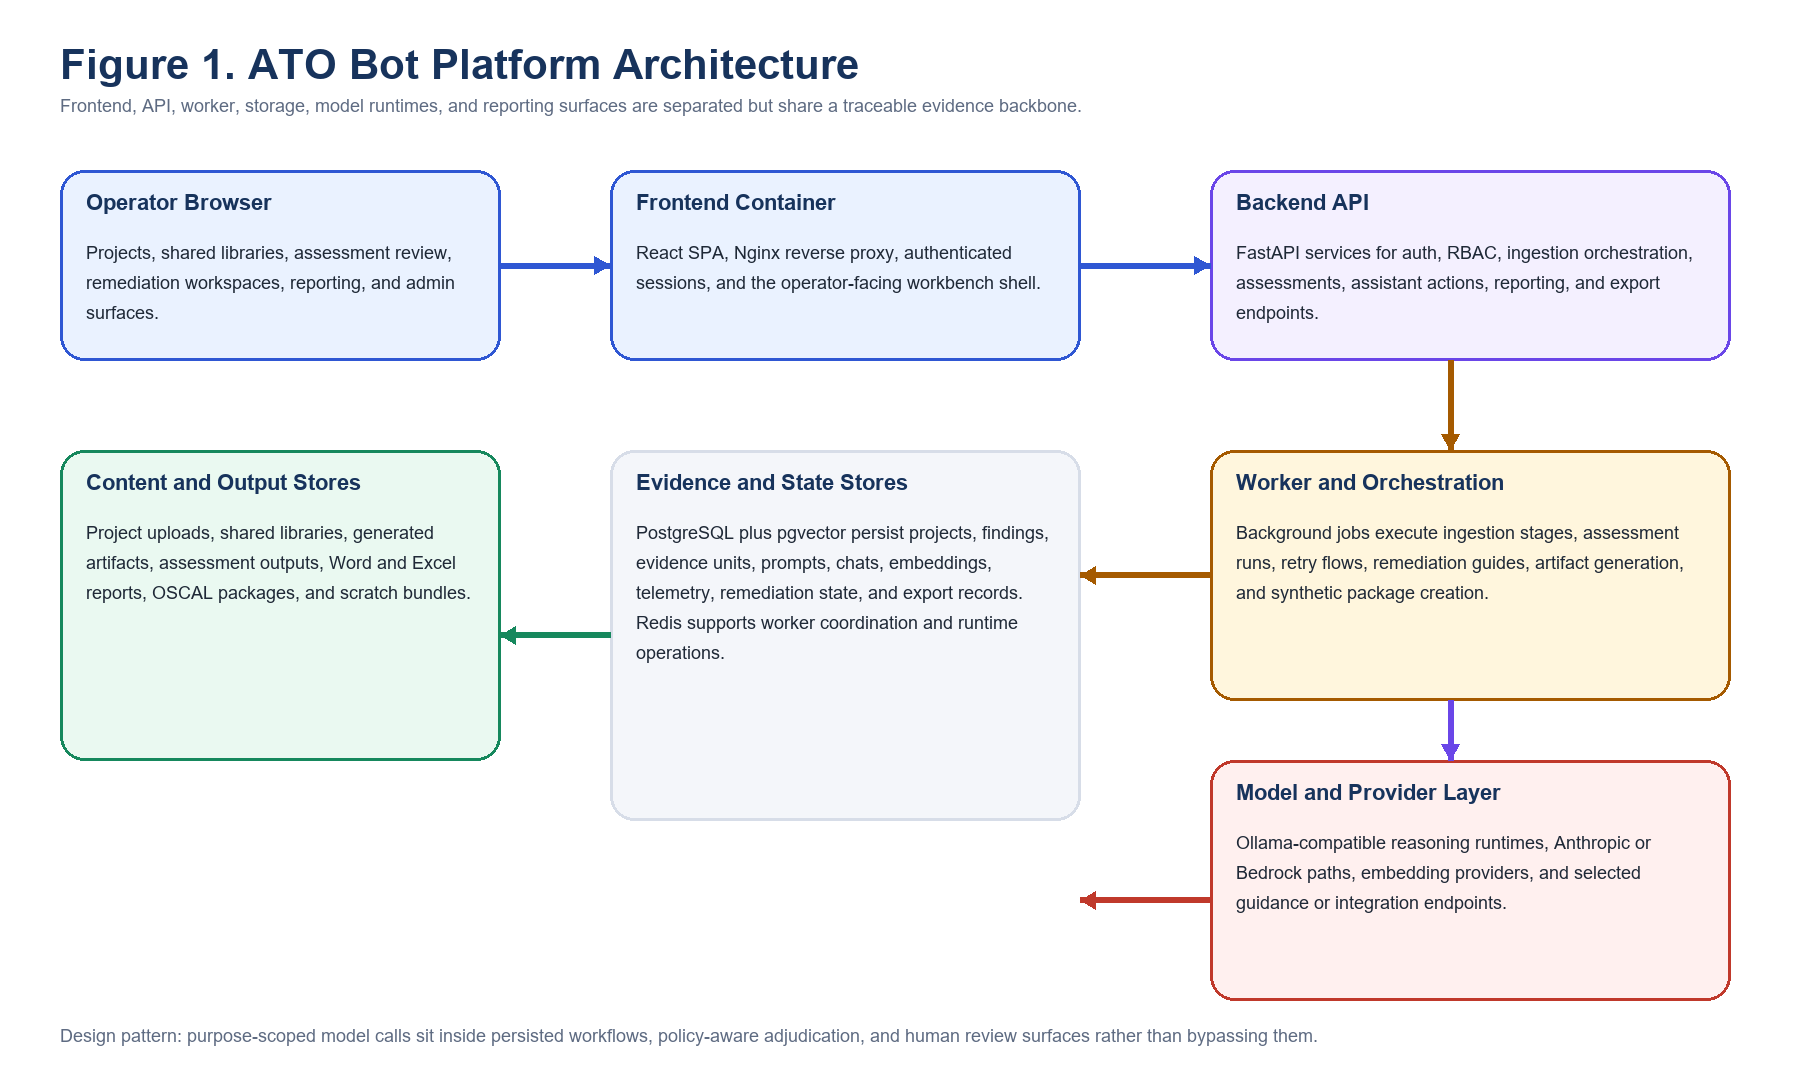 Figure 1. ATO Bot Platform Architecture
Frontend, API, worker, storage, model runtimes, and reporting surfaces are separated but share a traceable evidence backbone.
Operator Browser
Projects, shared libraries, assessment review,
remediation workspaces, reporting, and admin
surfaces.
Frontend Container
React SPA, Nginx reverse proxy, authenticated
sessions, and the operator-facing workbench shell.
Backend API
FastAPI services for auth, RBAC, ingestion orchestration,
assessments, assistant actions, reporting, and export
endpoints.
Content and Output Stores
Project uploads, shared libraries, generated
artifacts, assessment outputs, Word and Excel
reports, OSCAL packages, and scratch bundles.
Evidence and State Stores
PostgreSQL plus pgvector persist projects, findings,
evidence units, prompts, chats, embeddings,
telemetry, remediation state, and export records.
Redis supports worker coordination and runtime
operations.
Worker and Orchestration
Background jobs execute ingestion stages, assessment
runs, retry flows, remediation guides, artifact generation,
and synthetic package creation.
Model and Provider Layer
Ollama-compatible reasoning runtimes, Anthropic or
Bedrock paths, embedding providers, and selected
guidance or integration endpoints.
Design pattern: purpose-scoped model calls sit inside persisted workflows, policy-aware adjudication, and human review surfaces rather than bypassing them.